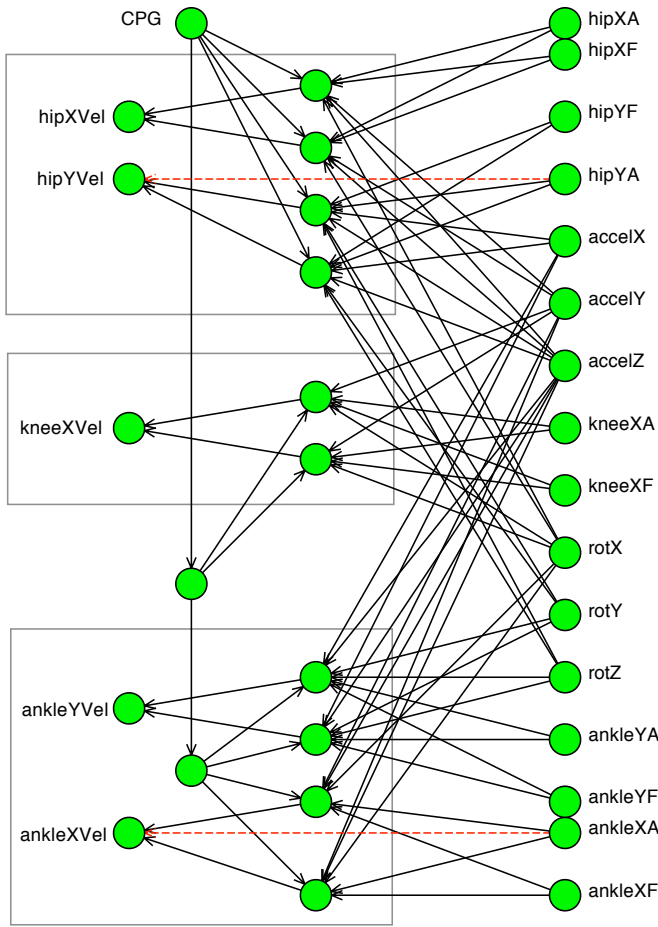 CPG
hipXA
hipXF
hipXVel
hipYF
hipYVel
hipYA
accelX
accelY
accelZ
kneeXVel
kneeXA
kneeXF
rotX
rotY
rotZ
ankleYVel
ankleYA
ankleYF
ankleXVel
ankleXA
ankleXF